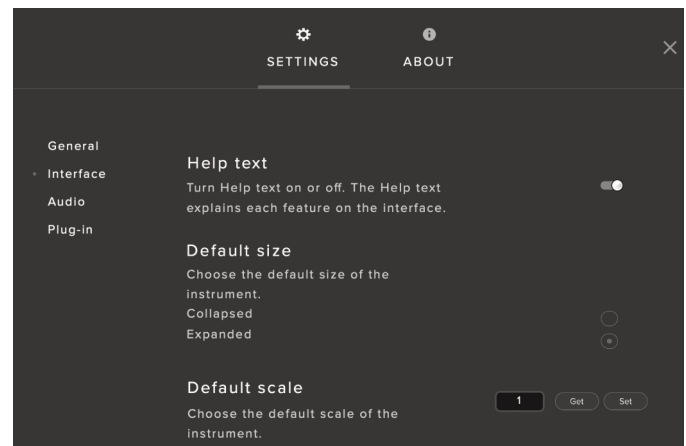 SETTINGS
ABOUT
General
Interface
Audio
Plug-in
Help text
Turn Help text on or off. The Help text
explains each feature on the interface.
Default size
Choose the default size of the
instrument.
Collapsed
Expanded
Default scale
Choose the default scale of the
instrument.
1
Get
Set